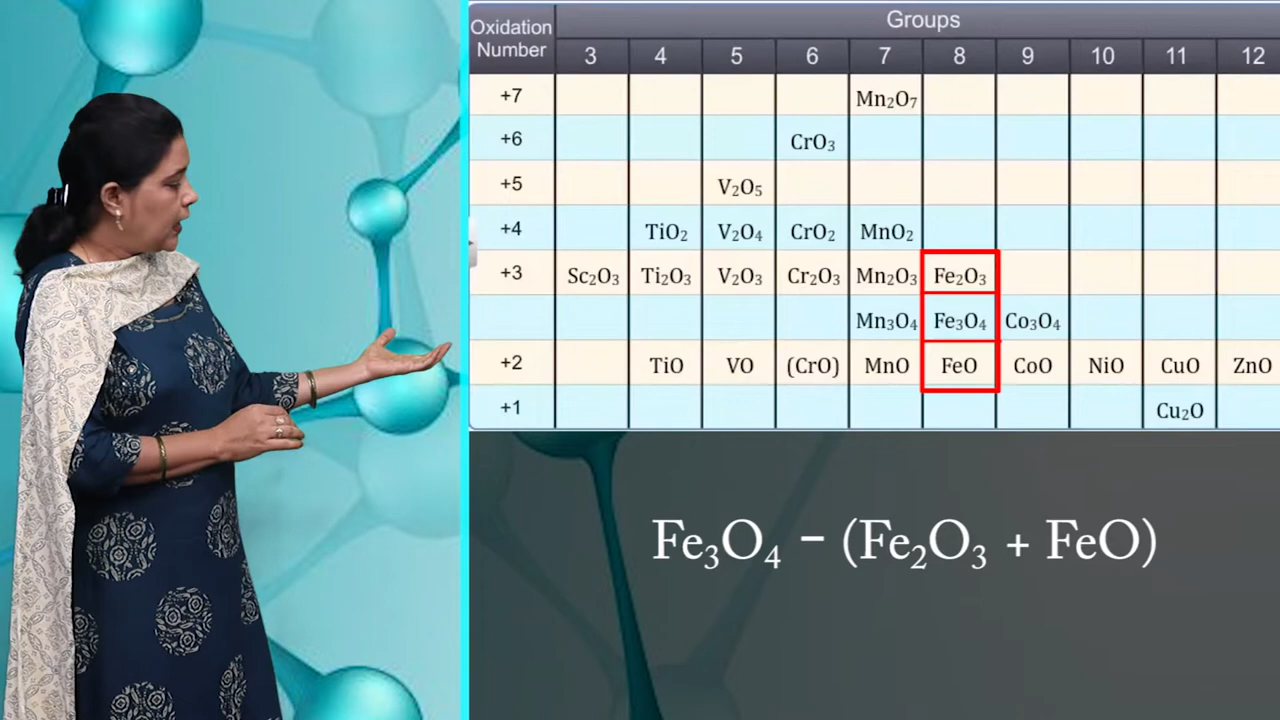 Oxidation Number Groups
3 4 5 6 7 8 9 10 11 12
+7 Mn₂O₇
+6 CrO₃
+5 V₂O₅
+4 TiO₂ V₂O₄ CrO₂ MnO₂
+3 Sc₂O₃ Ti₂O₃ V₂O₃ Cr₂O₃ Mn₂O₃ Fe₂O₃
Mn₃O₄ Fe₃O₄ Co₃O₄
+2 TiO VO (CrO) MnO FeO CoO NiO CuO ZnO
+1 Cu₂O
Fe₃O₄ − (Fe₂O₃ + FeO)